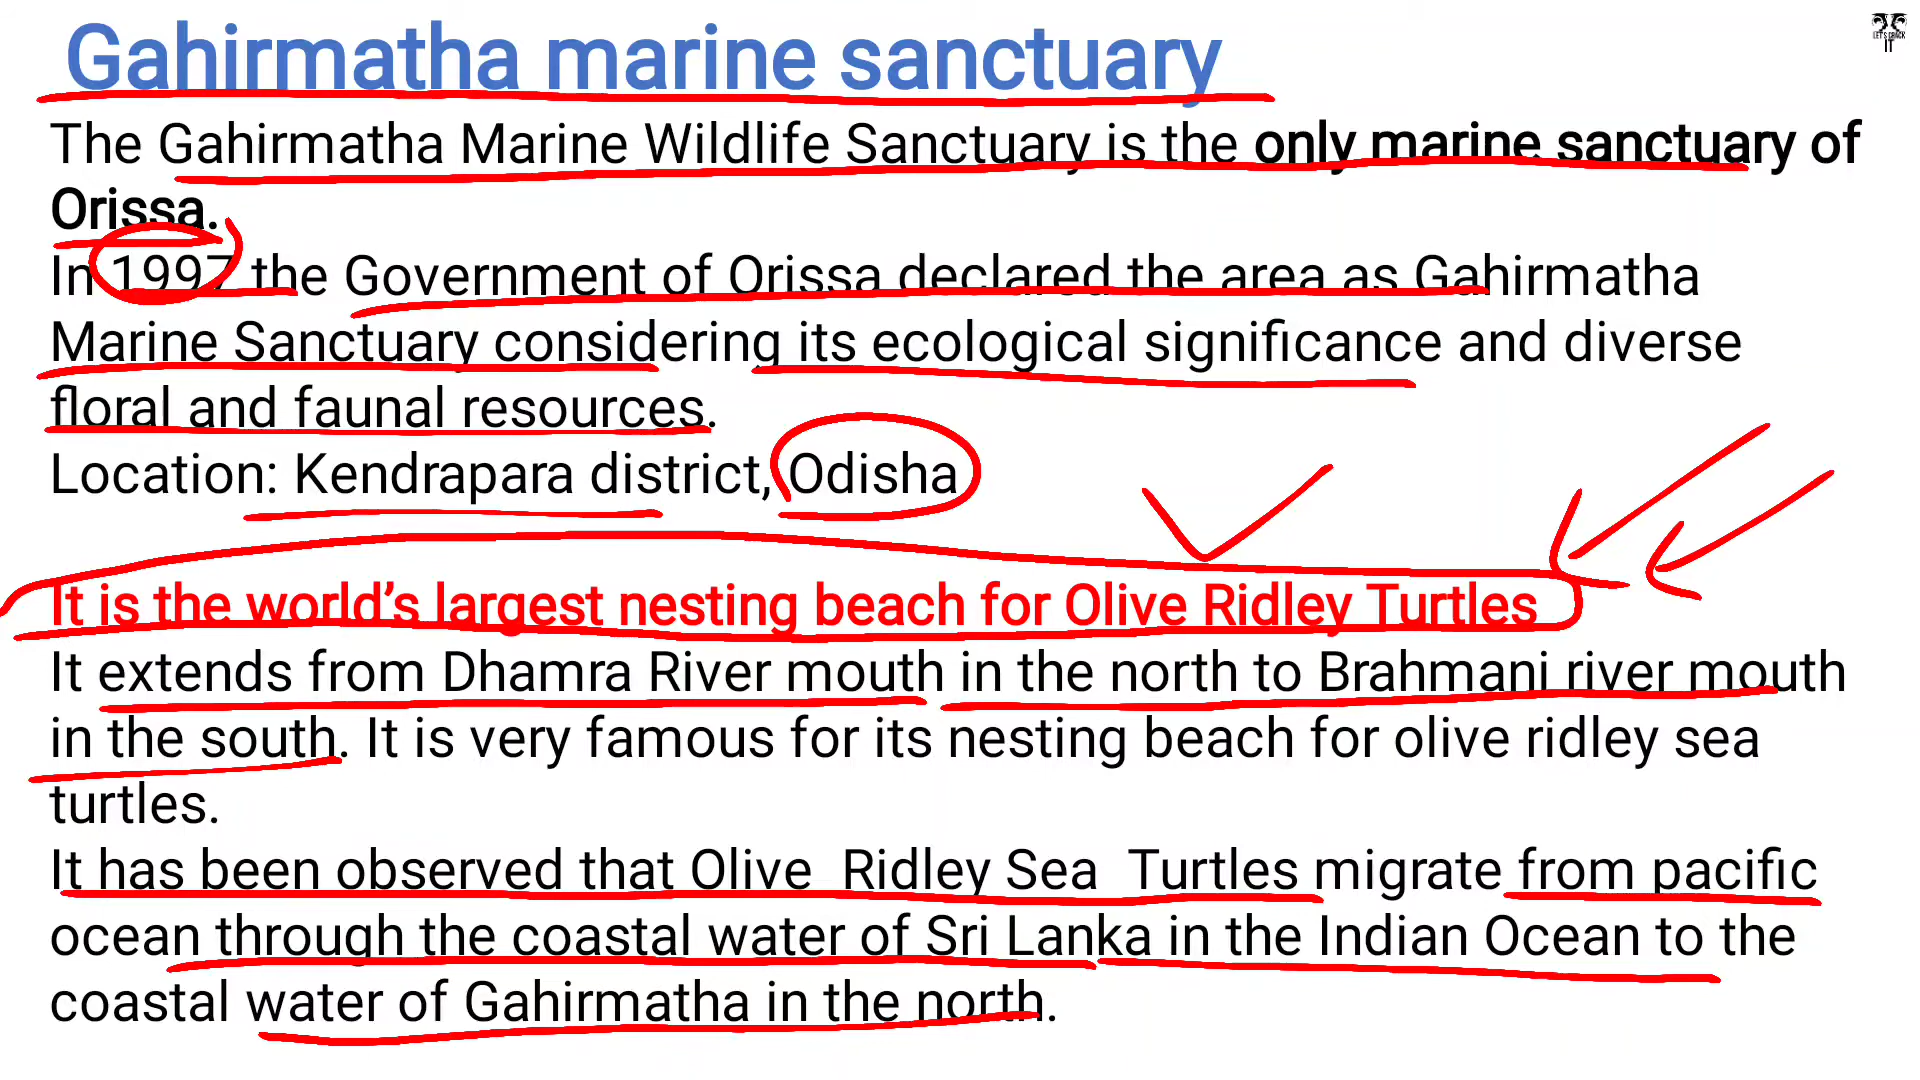 Gahirmatha marine sanctuary
LET'S CRACK
IT
The Gahirmatha Marine Wildlife Sanctuary is the only marine sanctuary of
Orissa.
In 1997 the Government of Orissa declared the area as Gahirmatha
Marine Sanctuary considering its ecological significance and diverse
floral and faunal resources.
Location: Kendrapara district, Odisha
It is the world’s largest nesting beach for Olive Ridley Turtles
It extends from Dhamra River mouth in the north to Brahmani river mouth
in the south. It is very famous for its nesting beach for olive ridley sea
turtles.
It has been observed that Olive  Ridley Sea  Turtles migrate from pacific
ocean through the coastal water of Sri Lanka in the Indian Ocean to the
coastal water of Gahirmatha in the north.